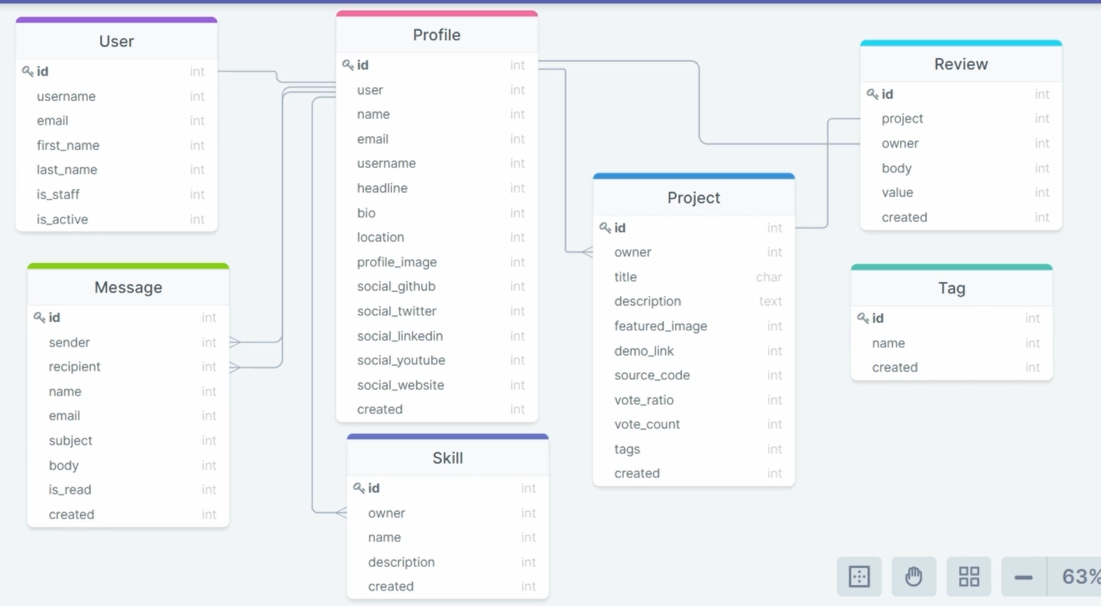 User
id int
username int
email int
first_name int
last_name int
is_staff int
is_active int
Message
id int
sender int
recipient int
name int
email int
subject int
body int
is_read int
created int
Profile
id int
user int
name int
email int
username int
headline int
bio int
location int
profile_image int
social_github int
social_twitter int
social_linkedin int
social_youtube int
social_website int
created int
Skill
id int
owner int
name int
description int
created int
Project
id int
owner int
title char
description text
featured_image int
demo_link int
source_code int
vote_ratio int
vote_count int
tags int
created int
Review
id int
project int
owner int
body int
value int
created int
Tag
id int
name int
created int
63%